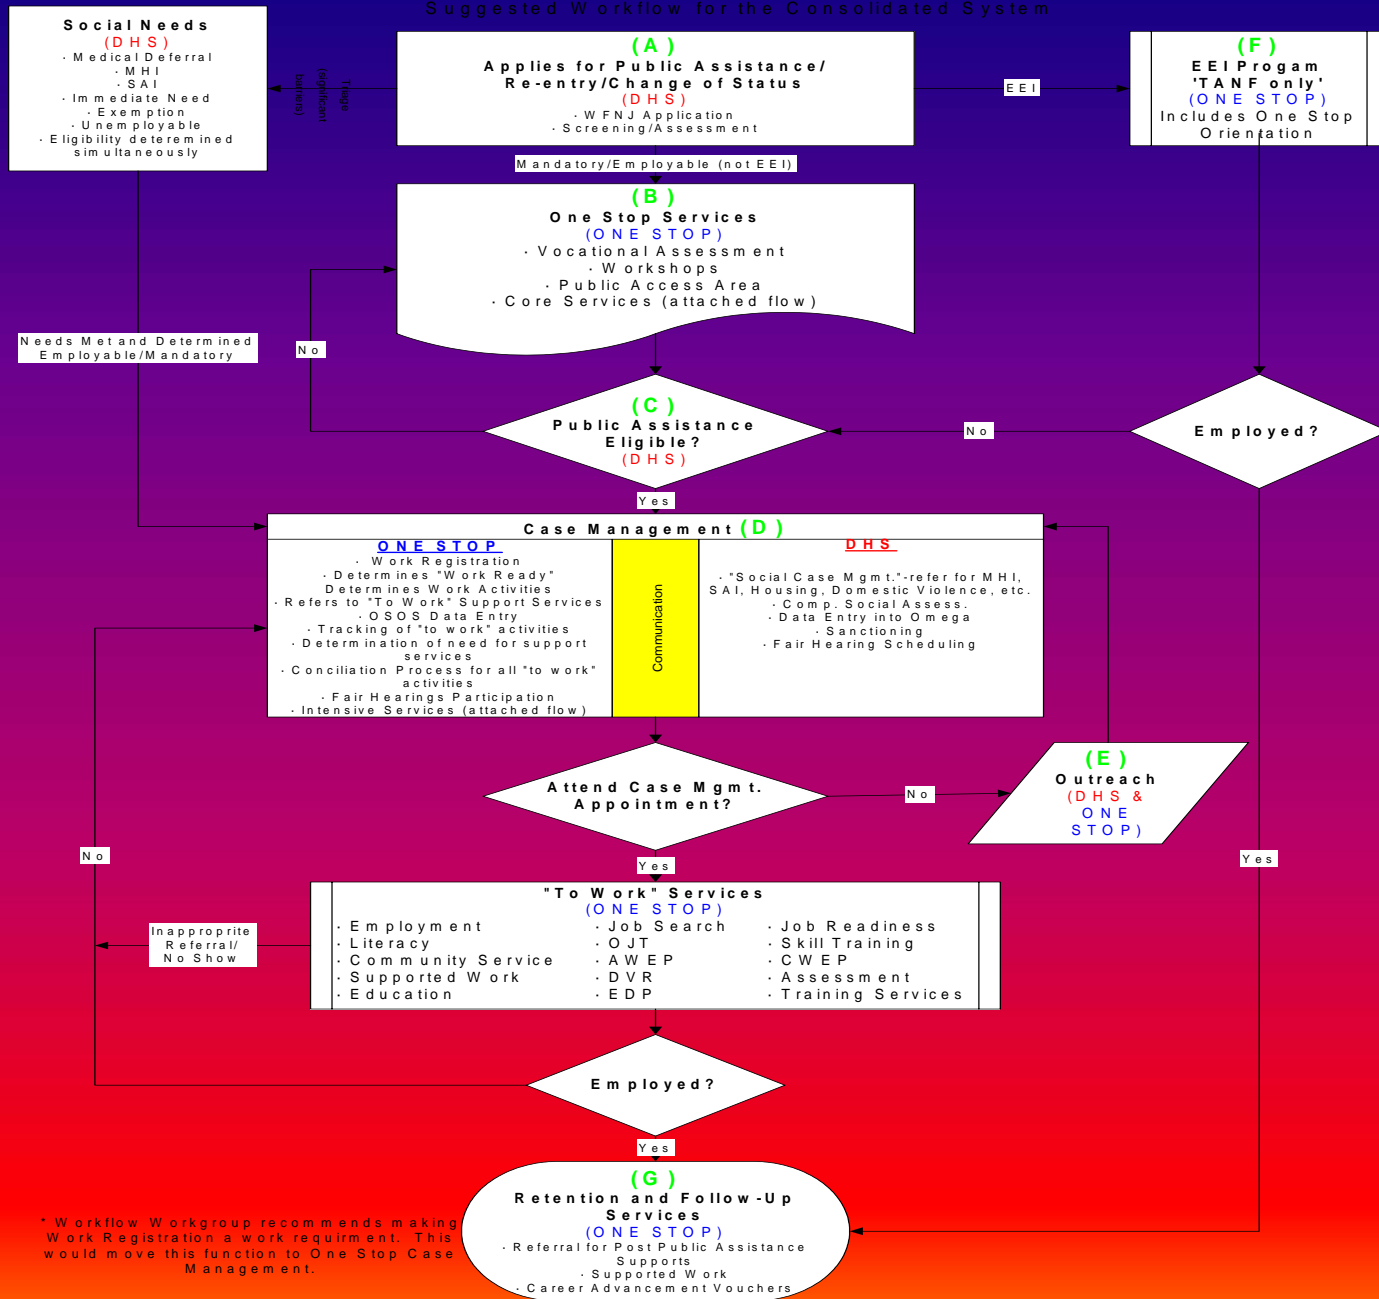 Suggested Workflow for the Consolidated System
Social Needs
(DHS)
· Medical Deferral
· MHI
· SAI
· Immediate Need
· Exemption
· Unemployable
· Eligibility deteremined
simultaneously
Triage
(significant
barriers)
(A)
Applies for Public Assistance/
Re-entry/Change of Status
(DHS)
· WFNJ Application
· Screening/Assessment
EEI
(F)
EEI Progam
'TANF only'
(ONE STOP)
Includes One Stop
Orientation
Mandatory/Employable (not EEI)
(B)
One Stop Services
(ONE STOP)
· Vocational Assessment
· Workshops
· Public Access Area
· Core Services (attached flow)
Needs Met and Determined
Employable/Mandatory
No
(C)
Public Assistance
Eligible?
(DHS)
No
Employed?
Yes
Case Management (D)
ONE STOP
· Work Registration
· Determines "Work Ready"
Determines Work Activities
· Refers to "To Work" Support Services
· OSOS Data Entry
· Tracking of "to work" activities
· Determination of need for support
services
· Conciliation Process for all "to work"
activities
· Fair Hearings Participation
· Intensive Services (attached flow)
Communication
DHS
· "Social Case Mgmt."-refer for MHI,
SAI, Housing, Domestic Violence, etc.
· Comp. Social Assess.
· Data Entry into Omega
· Sanctioning
· Fair Hearing Scheduling
Attend Case Mgmt.
Appointment?
No
(E)
Outreach
(DHS &
ONE
STOP)
No
Yes
Yes
"To Work" Services
(ONE STOP)
· Employment
· Literacy
· Community Service
· Supported Work
· Education
· Job Search
· OJT
· AWEP
· DVR
· EDP
· Job Readiness
· Skill Training
· CWEP
· Assessment
· Training Services
Inapproprite
Referral/
No Show
Employed?
Yes
(G)
Retention and Follow-Up
Services
(ONE STOP)
· Referral for Post Public Assistance
Supports
· Supported Work
· Career Advancement Vouchers
* Workflow Workgroup recommends making
Work Registration a work requirment. This
would move this function to One Stop Case
Management.